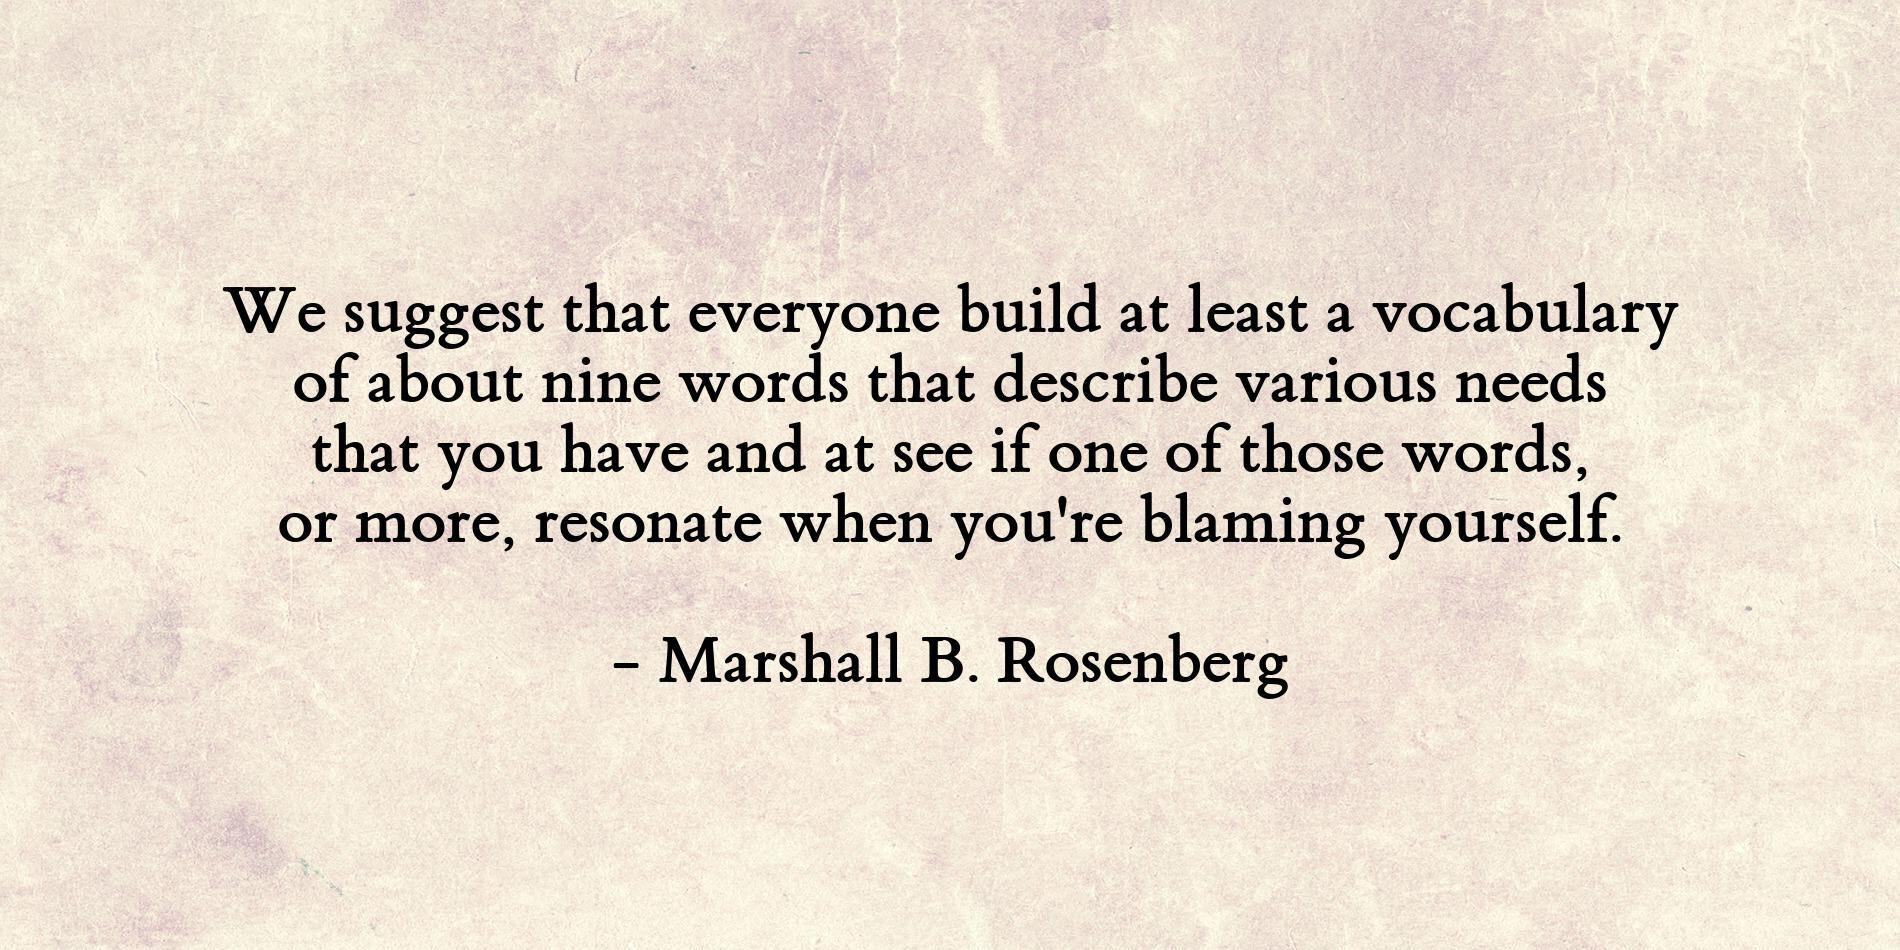 We suggest that everyone build at least a vocabulary
of about nine words that describe various needs
that you have and at see if one of those words,
or more, resonate when you're blaming yourself.
- Marshall B. Rosenberg